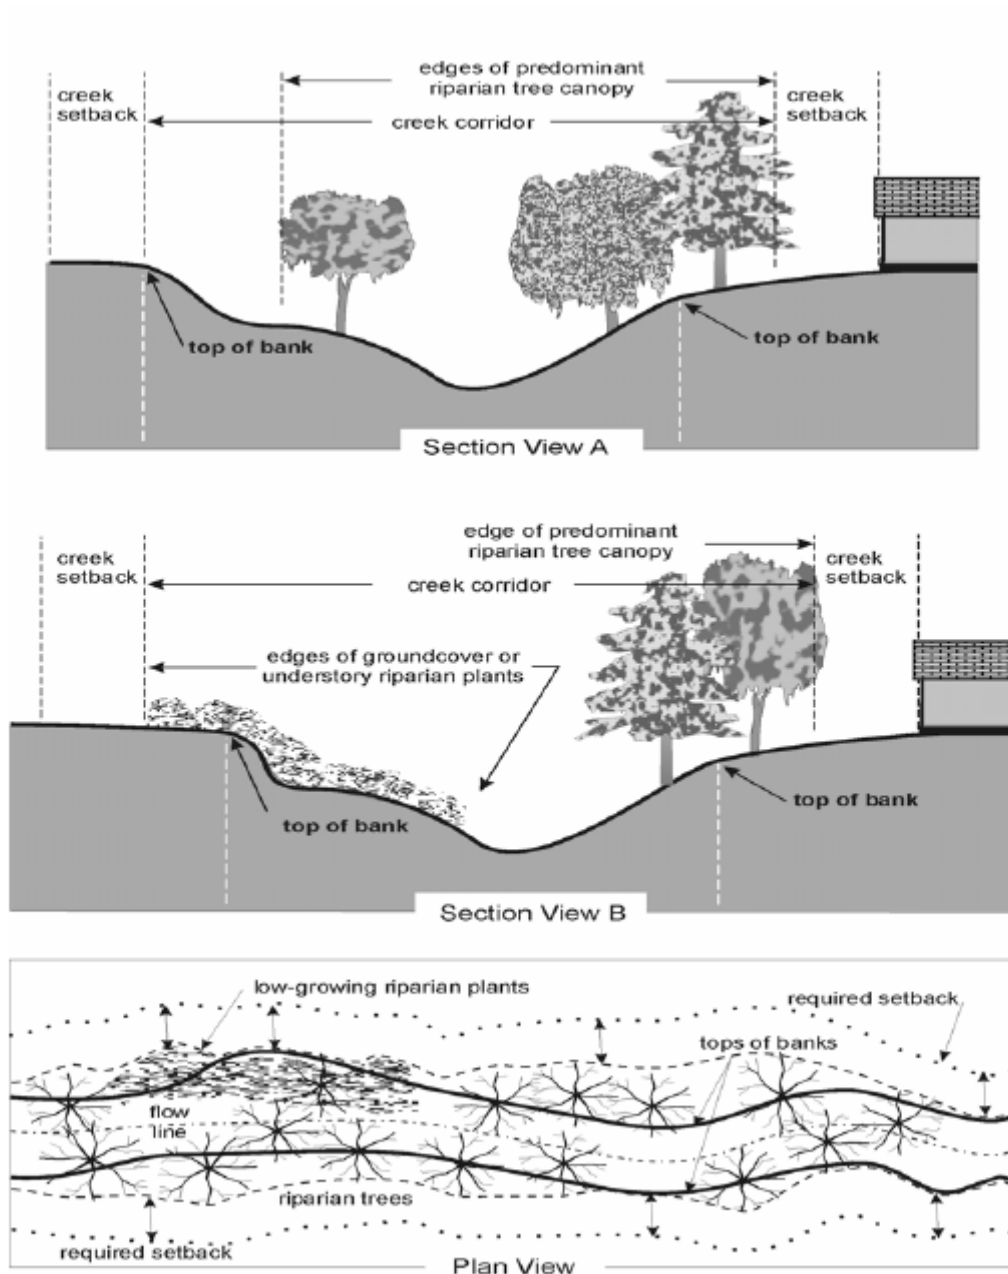 edges of predominant
riparian tree canopy
creek
setback
creek
setback
creek corridor
top of bank
top of bank
Section View A
edge of predominant
riparian tree canopy
creek
setback
creek
setback
creek corridor
edges of groundcover or
understory riparian plants
top of bank
top of bank
Section View B
low-growing riparian plants
required setback
tops of banks
flow
line
riparian trees
required setback
Plan View